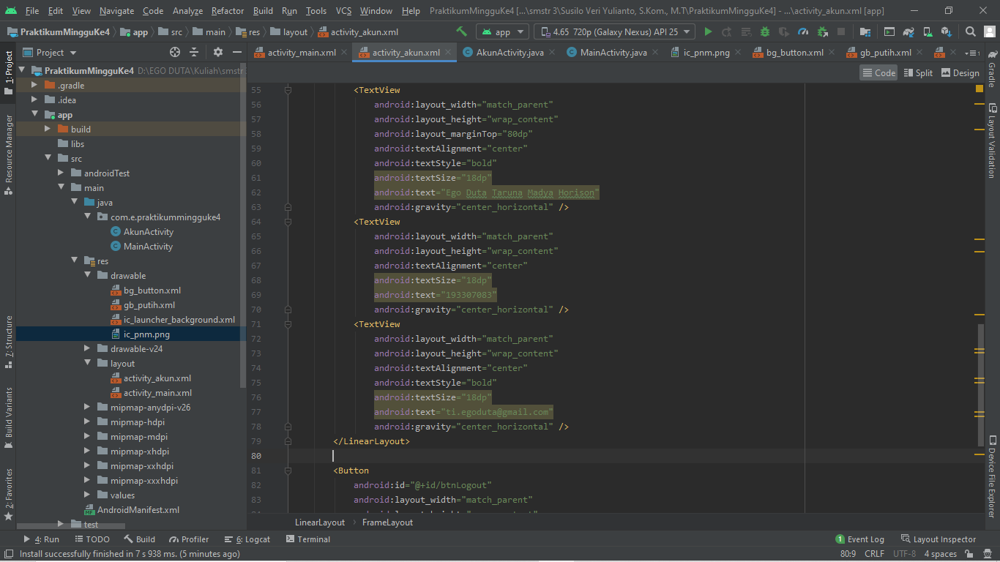 File Edit View Navigate Code Analyze Refactor Build Run Tools VCS Window Help PraktikumMingguKe4 [...\smstr 3\Susilo Veri Yulianto, S.Kom., M.T\PraktikumMingguKe4] - ...\activity_akun.xml [app]
PraktikumMingguKe4 app src main res layout activity_akun.xml app 4.65 720p (Galaxy Nexus) API 25
Project activity_main.xml activity_akun.xml AkunActivity.java MainActivity.java ic_pnm.png bg_button.xml gb_putih.xml
Code Split Design
1: Project
Resource Manager
7: Structure
Build Variants
2: Favorites
PraktikumMingguKe4 D:\EGO DUTA\Kuliah\smstr
.gradle
.idea
app
build
libs
src
androidTest
main
java
com.e.praktikummingguke4
AkunActivity
MainActivity
res
drawable
bg_button.xml
gb_putih.xml
ic_launcher_background.xml
ic_pnm.png
drawable-v24
layout
activity_akun.xml
activity_main.xml
mipmap-anydpi-v26
mipmap-hdpi
mipmap-mdpi
mipmap-xhdpi
mipmap-xxhdpi
mipmap-xxxhdpi
values
AndroidManifest.xml
test
55 <TextView
56 android:layout_width="match_parent"
57 android:layout_height="wrap_content"
58 android:layout_marginTop="80dp"
59 android:textAlignment="center"
60 android:textStyle="bold"
61 android:textSize="18dp"
62 android:text="Ego Duta Taruna Madya Horison"
63 android:gravity="center_horizontal" />
64 <TextView
65 android:layout_width="match_parent"
66 android:layout_height="wrap_content"
67 android:textAlignment="center"
68 android:textSize="18dp"
69 android:text="193307083"
70 android:gravity="center_horizontal" />
71 <TextView
72 android:layout_width="match_parent"
73 android:layout_height="wrap_content"
74 android:textAlignment="center"
75 android:textStyle="bold"
76 android:textSize="18dp"
77 android:text="ti.egoduta@gmail.com"
78 android:gravity="center_horizontal" />
79 </LinearLayout>
80
81 <Button
82 android:id="@+id/btnLogout"
83 android:layout_width="match_parent"
LinearLayout FrameLayout
Gradle
Layout Validation
Device File Explorer
4: Run TODO Build Profiler 6: Logcat Terminal 1 Event Log Layout Inspector
Install successfully finished in 7 s 938 ms. (5 minutes ago) 80:9 CRLF UTF-8 4 spaces